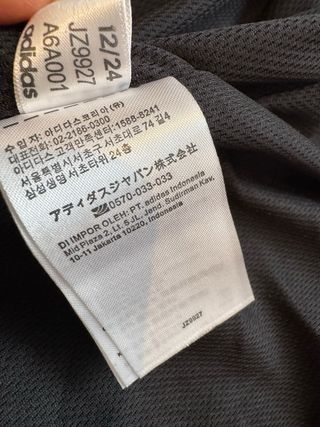 12/24
JZ9927
A6A001
adidas
수입자: 아디다스코리아(유)
대표전화: 02-2186-0300
아디다스 고객만족센터:1588-8241
서울특별시서초구서초대로 74 길4
삼성생명서초타워 24층
アディダスジャパン株式会社
0570-033-033
DI IMPOR OLEH: PT. adidas Indonesia
Mid Plaza 2, Lt. 5 JL. Jend. Sudirman Kav.
10-11 Jakarta 10220, Indonesia
JZ9927